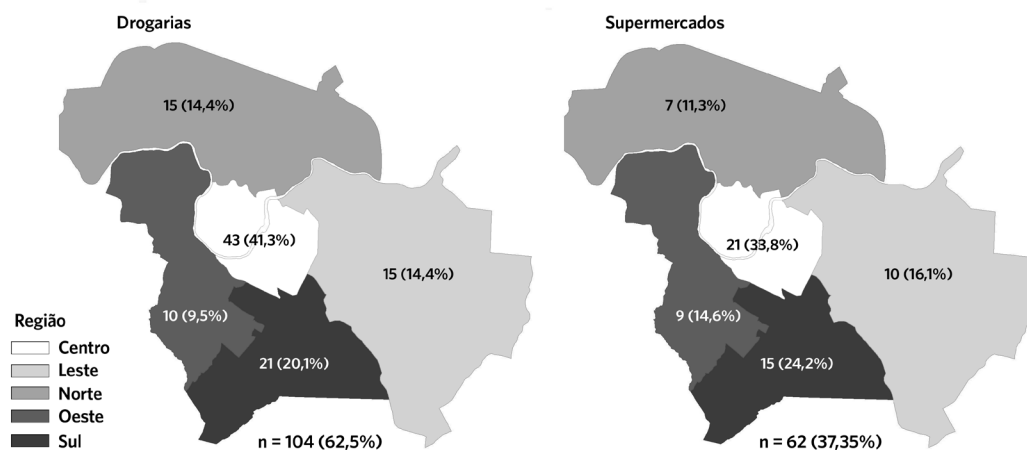 Drogarias
15 (14,4%)
43 (41,3%)
15 (14,4%)
10 (9,5%)
21 (20,1%)
n = 104 (62,5%)
Região
Centro
Leste
Norte
Oeste
Sul
Supermercados
7 (11,3%)
21 (33,8%)
10 (16,1%)
9 (14,6%)
15 (24,2%)
n = 62 (37,35%)